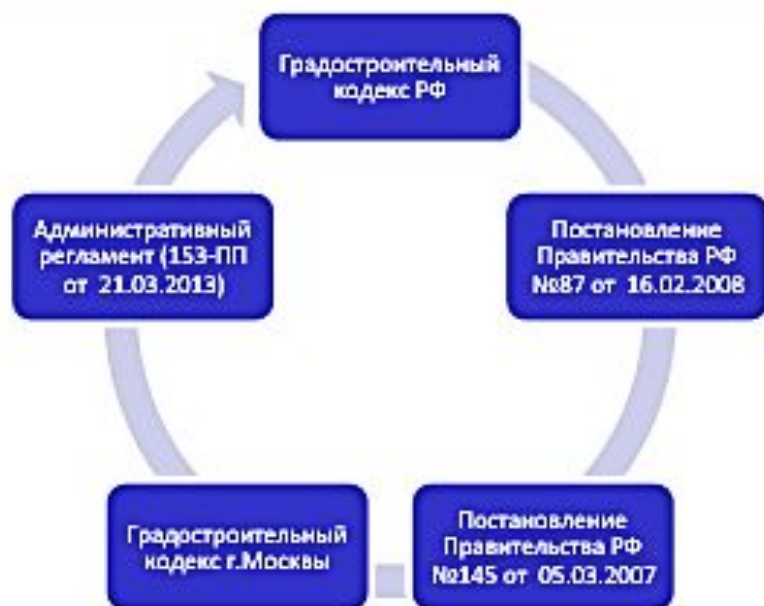 Градостроительный
кодекс РФ
Постановление
Правительства РФ
№87 от 16.02.2008
Постановление
Правительства РФ
№145 от 05.03.2007
Градостроительный
кодекс г.Москвы
Административный
регламент (153-ПП
от 21.03.2013)